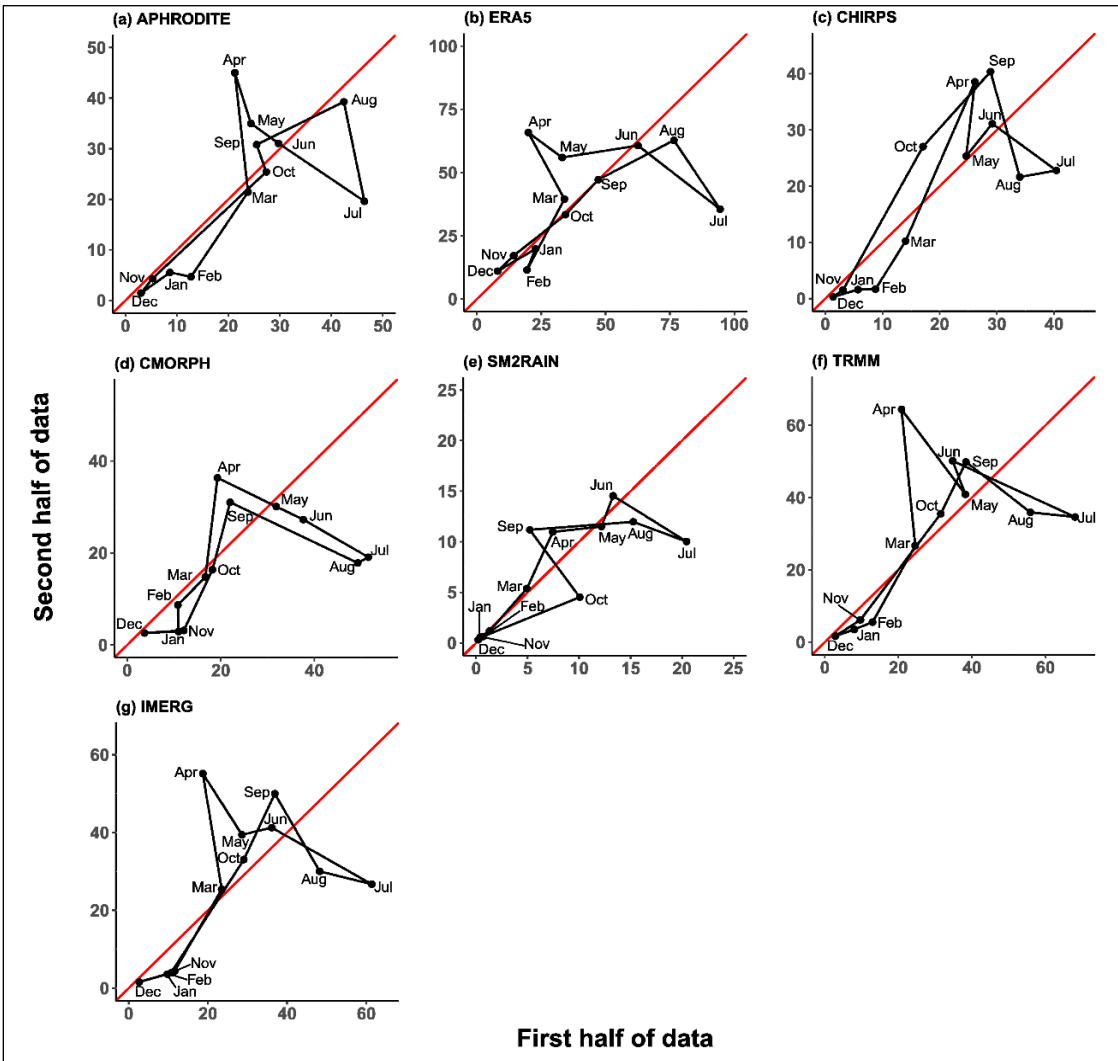 (a) APHRODITE
50
40
30
20
10
0
Apr
May
Sep
Jun
Aug
Oct
Mar
Jul
Nov
Jan
Feb
Dec
0 10 20 30 40 50
(b) ERA5
100
75
50
25
0
Apr
May
Jun
Aug
Mar
Sep
Oct
Jul
Nov
Jan
Dec
Feb
0 25 50 75 100
(c) CHIRPS
40
30
20
10
0
Sep
Apr
Jun
Oct
May
Jul
Aug
Mar
Nov
Jan
Feb
Dec
0 10 20 30 40
(d) CMORPH
40
20
0
Apr
May
Sep
Jun
Jul
Aug
Mar
Oct
Feb
Dec
Jan
Nov
0 20 40
(e) SM2RAIN
25
20
15
10
5
0
Jun
Sep
Apr
May
Aug
Jul
Mar
Oct
Jan
Feb
Dec
Nov
0 5 10 15 20 25
(f) TRMM
60
40
20
0
Apr
Jun
Sep
Oct
May
Aug
Jul
Mar
Nov
Feb
Jan
Dec
0 20 40 60
(g) IMERG
60
40
20
0
Apr
Sep
Jun
May
Oct
Aug
Jul
Mar
Nov
Feb
Dec
Jan
0 20 40 60
Second half of data
First half of data